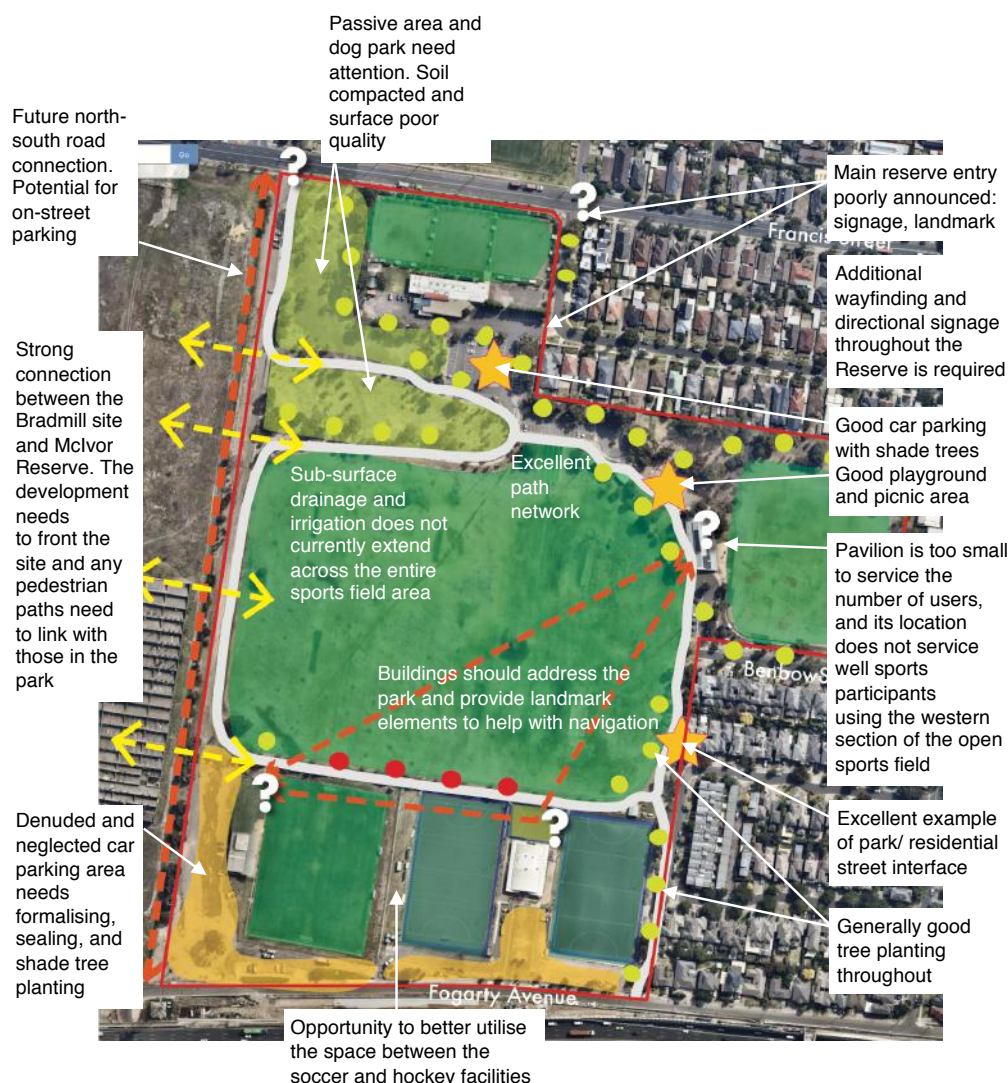 Passive area and
dog park need
attention. Soil
compacted and
surface poor
quality
Future north-
south road
connection.
Potential for
on-street
parking
Go
?
?
Main reserve entry
poorly announced:
signage, landmark
Francis Street
Additional
wayfinding and
directional signage
throughout the
Reserve is required
Strong
connection
between the
Bradmill site
and McIvor
Reserve. The
development
needs
to front the
site and any
pedestrian
paths need
to link with
those in the
park
Good car parking
with shade trees
Good playground
and picnic area
Sub-surface
drainage and
irrigation does not
currently extend
across the entire
sports field area
Excellent
path
network
?
Pavilion is too small
to service the
number of users,
and its location
does not service
well sports
participants
using the western
section of the open
sports field
Buildings should address the
park and provide landmark
elements to help with navigation
BenbowS
?
?
Denuded and
neglected car
parking area
needs
formalising,
sealing, and
shade tree
planting
Excellent example
of park/ residential
street interface
Generally good
tree planting
throughout
Fogarty Avenue
Opportunity to better utilise
the space between the
soccer and hockey facilities